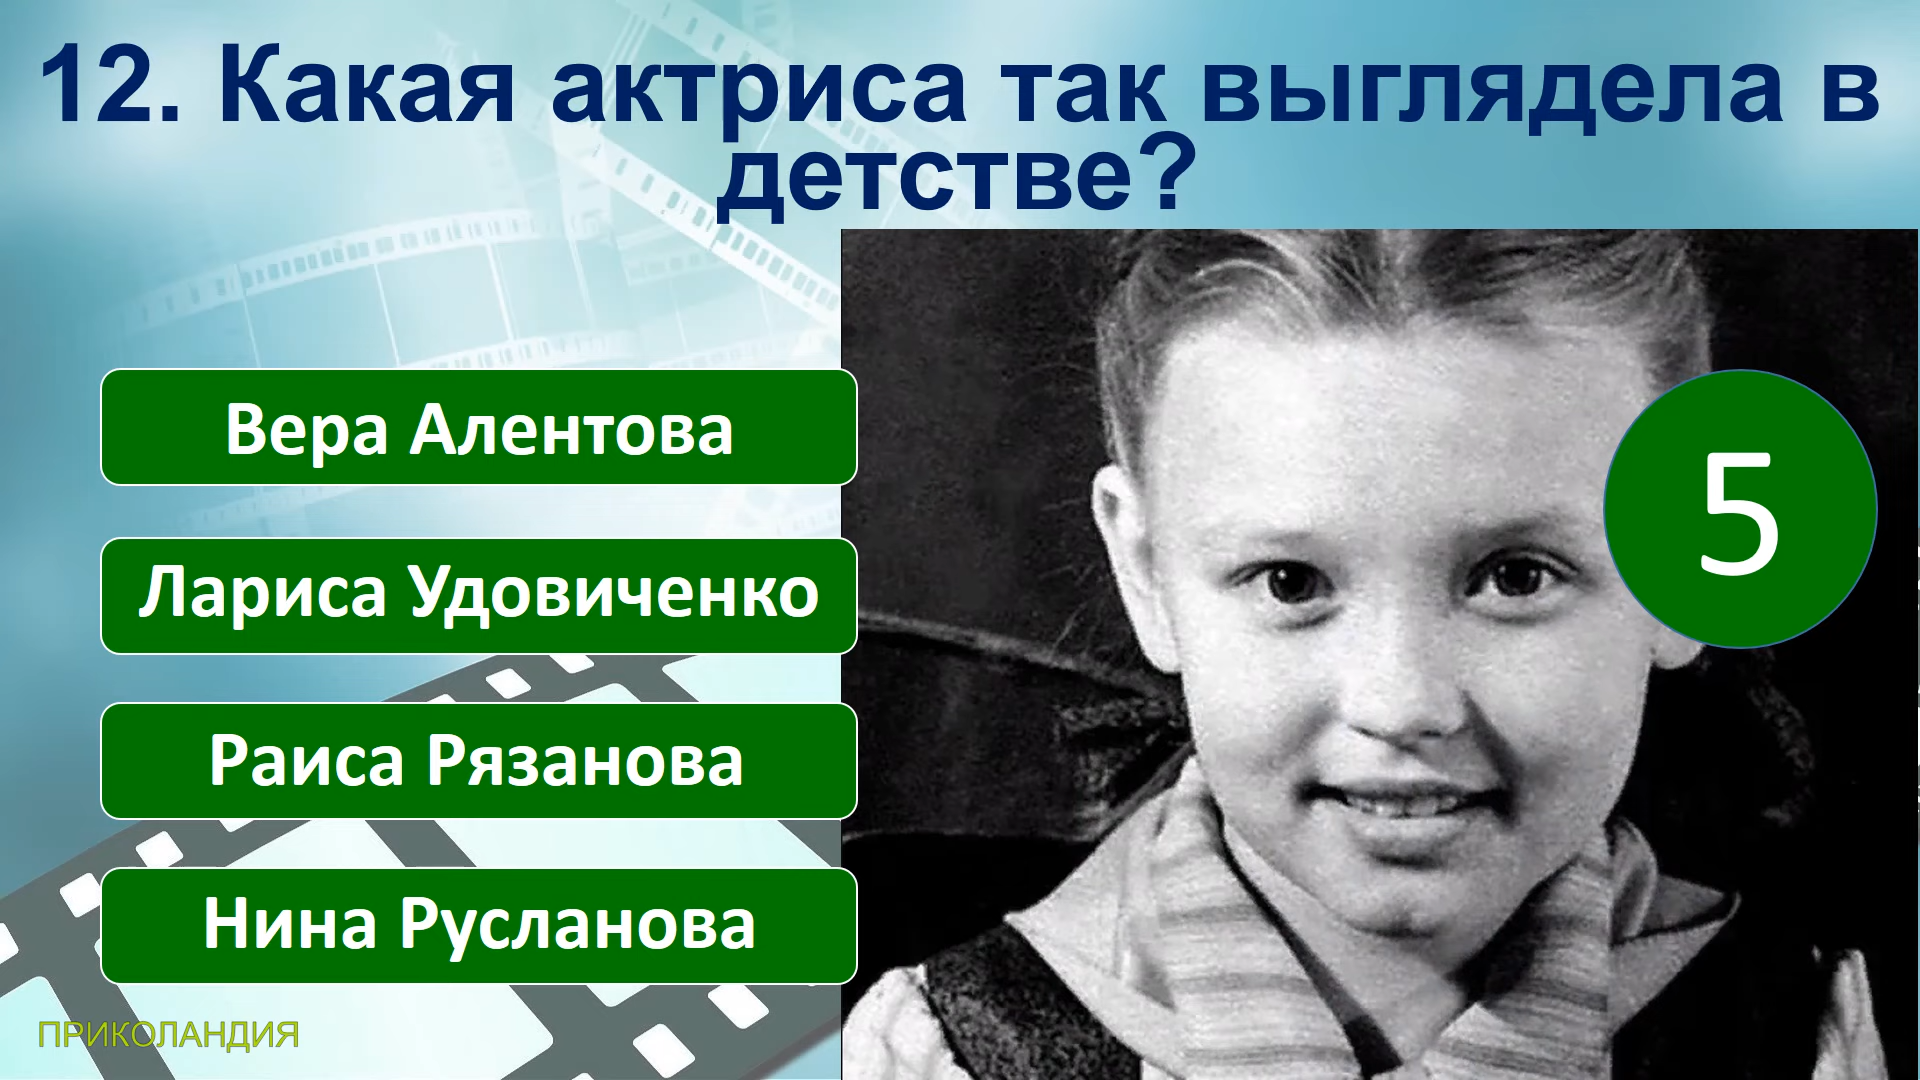 12. Какая актриса так выглядела в
детстве?
Вера Алентова
Лариса Удовиченко
Раиса Рязанова
Нина Русланова
5
ПРИКОЛАНДИЯ